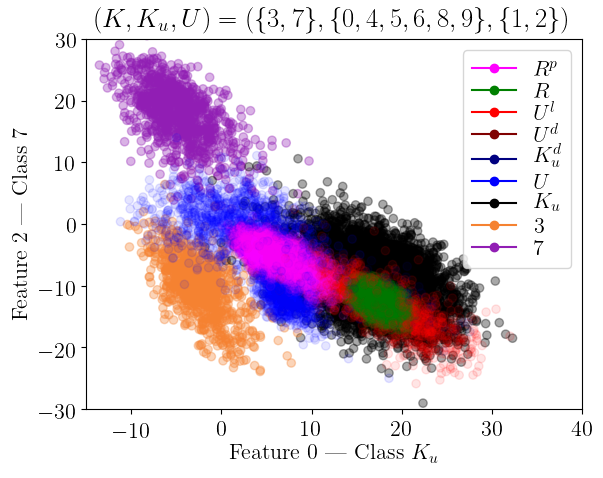 (K, K_u, U) = ({3, 7}, {0, 4, 5, 6, 8, 9}, {1, 2})
30
20
10
0
−10
−20
−30
Feature 2 — Class 7
R^p
R
U^l
U^d
K_u^d
U
K_u
3
7
−10
0
10
20
30
40
Feature 0 — Class K_u